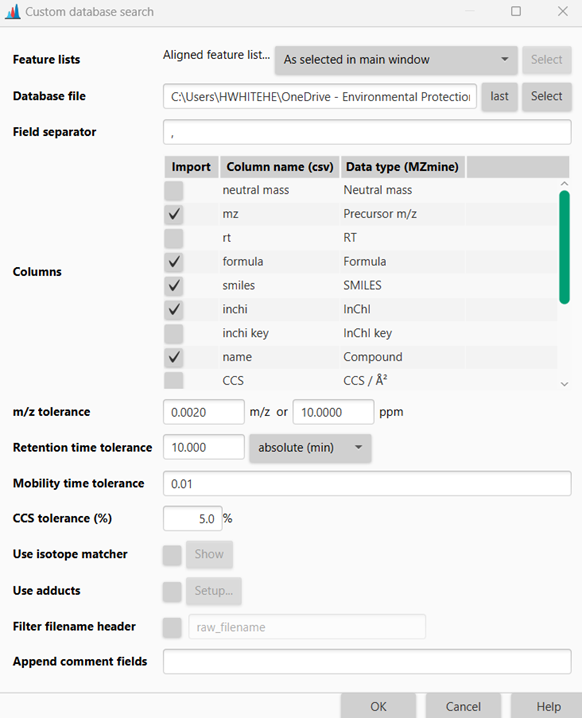 Custom database search
Feature lists Aligned feature list... As selected in main window Select
Database file C:\Users\HWHITEHE\OneDrive - Environmental Protection last Select
Field separator ,
Import Column name (csv) Data type (MZmine)
neutral mass Neutral mass
mz Precursor m/z
rt RT
formula Formula
Columns
smiles SMILES
inchi InChI
inchi key InChI key
name Compound
CCS CCS / Å²
m/z tolerance 0.0020 m/z or 10.0000 ppm
Retention time tolerance 10.000 absolute (min)
Mobility time tolerance 0.01
CCS tolerance (%) 5.0 %
Use isotope matcher Show
Use adducts Setup...
Filter filename header raw_filename
Append comment fields
OK Cancel Help